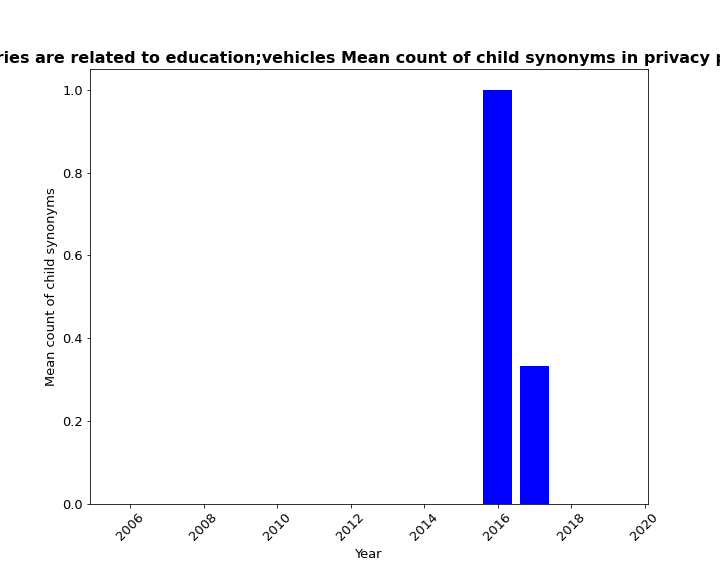 ries are related to education;vehicles Mean count of child synonyms in privacy p
1.0
0.8
0.6
0.4
0.2
0.0
Mean count of child synonyms
2006 2008 2010 2012 2014 2016 2018 2020
Year